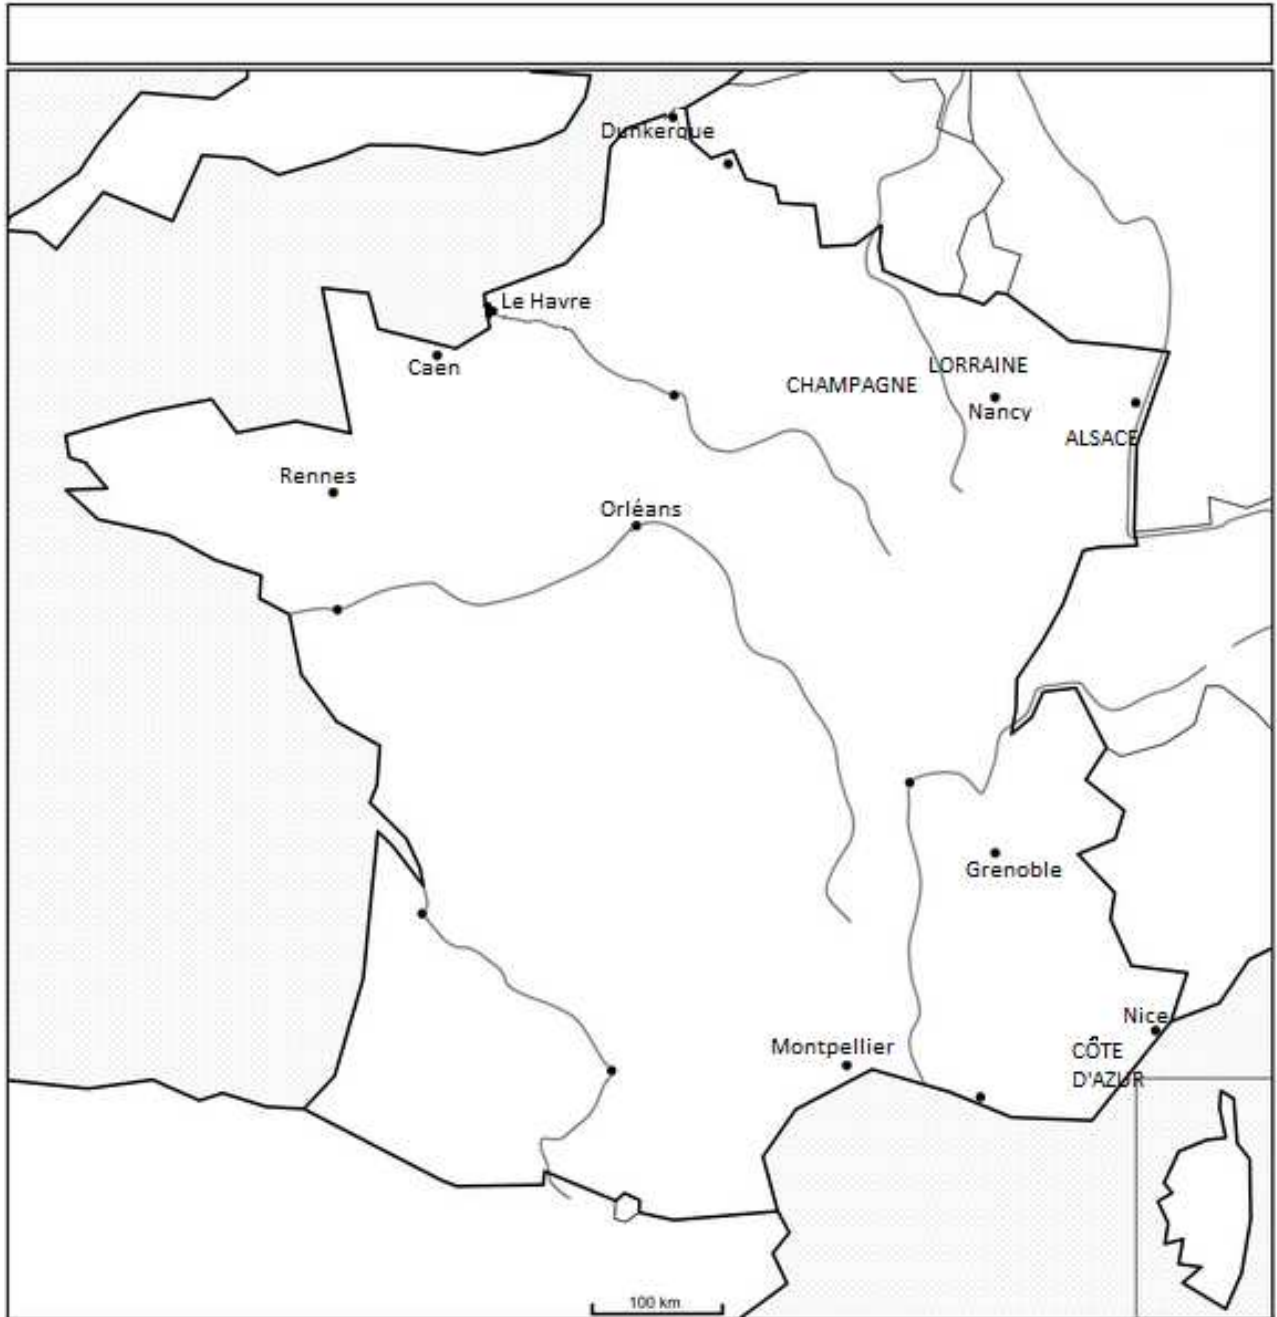 Dunkerque
Le Havre
Caen
LORRAINE
CHAMPAGNE
Nancy
ALSACE
Rennes
Orléans
Grenoble
Nice
Montpellier
CÔTE
D'AZUR
100 km